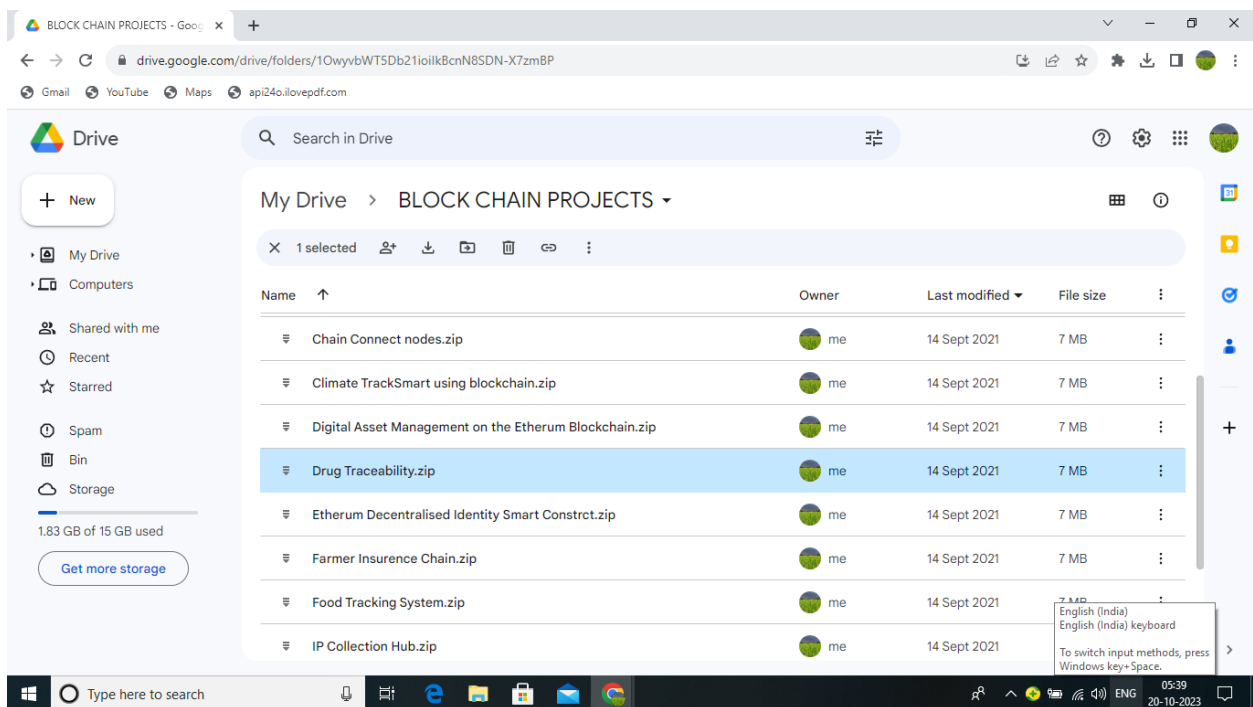 BLOCK CHAIN PROJECTS - Goog
drive.google.com/drive/folders/1OwyvbWT5Db21ioiIkBcnN8SDN-X7zmBP
Gmail YouTube Maps api24o.ilovepdf.com
Drive
Search in Drive
New
My Drive > BLOCK CHAIN PROJECTS
31
1 selected
My Drive
Computers
Shared with me
Recent
Starred
Spam
Bin
Storage
1.83 GB of 15 GB used
Get more storage
Name Owner Last modified File size
Chain Connect nodes.zip me 14 Sept 2021 7 MB
Climate TrackSmart using blockchain.zip me 14 Sept 2021 7 MB
Digital Asset Management on the Etherum Blockchain.zip me 14 Sept 2021 7 MB
Drug Traceability.zip me 14 Sept 2021 7 MB
Etherum Decentralised Identity Smart Constrct.zip me 14 Sept 2021 7 MB
Farmer Insurence Chain.zip me 14 Sept 2021 7 MB
Food Tracking System.zip me 14 Sept 2021 7 MB
IP Collection Hub.zip me 14 Sept 2021
English (India)
English (India) keyboard
To switch input methods, press
Windows key+Space.
Type here to search
ENG
05:39
20-10-2023